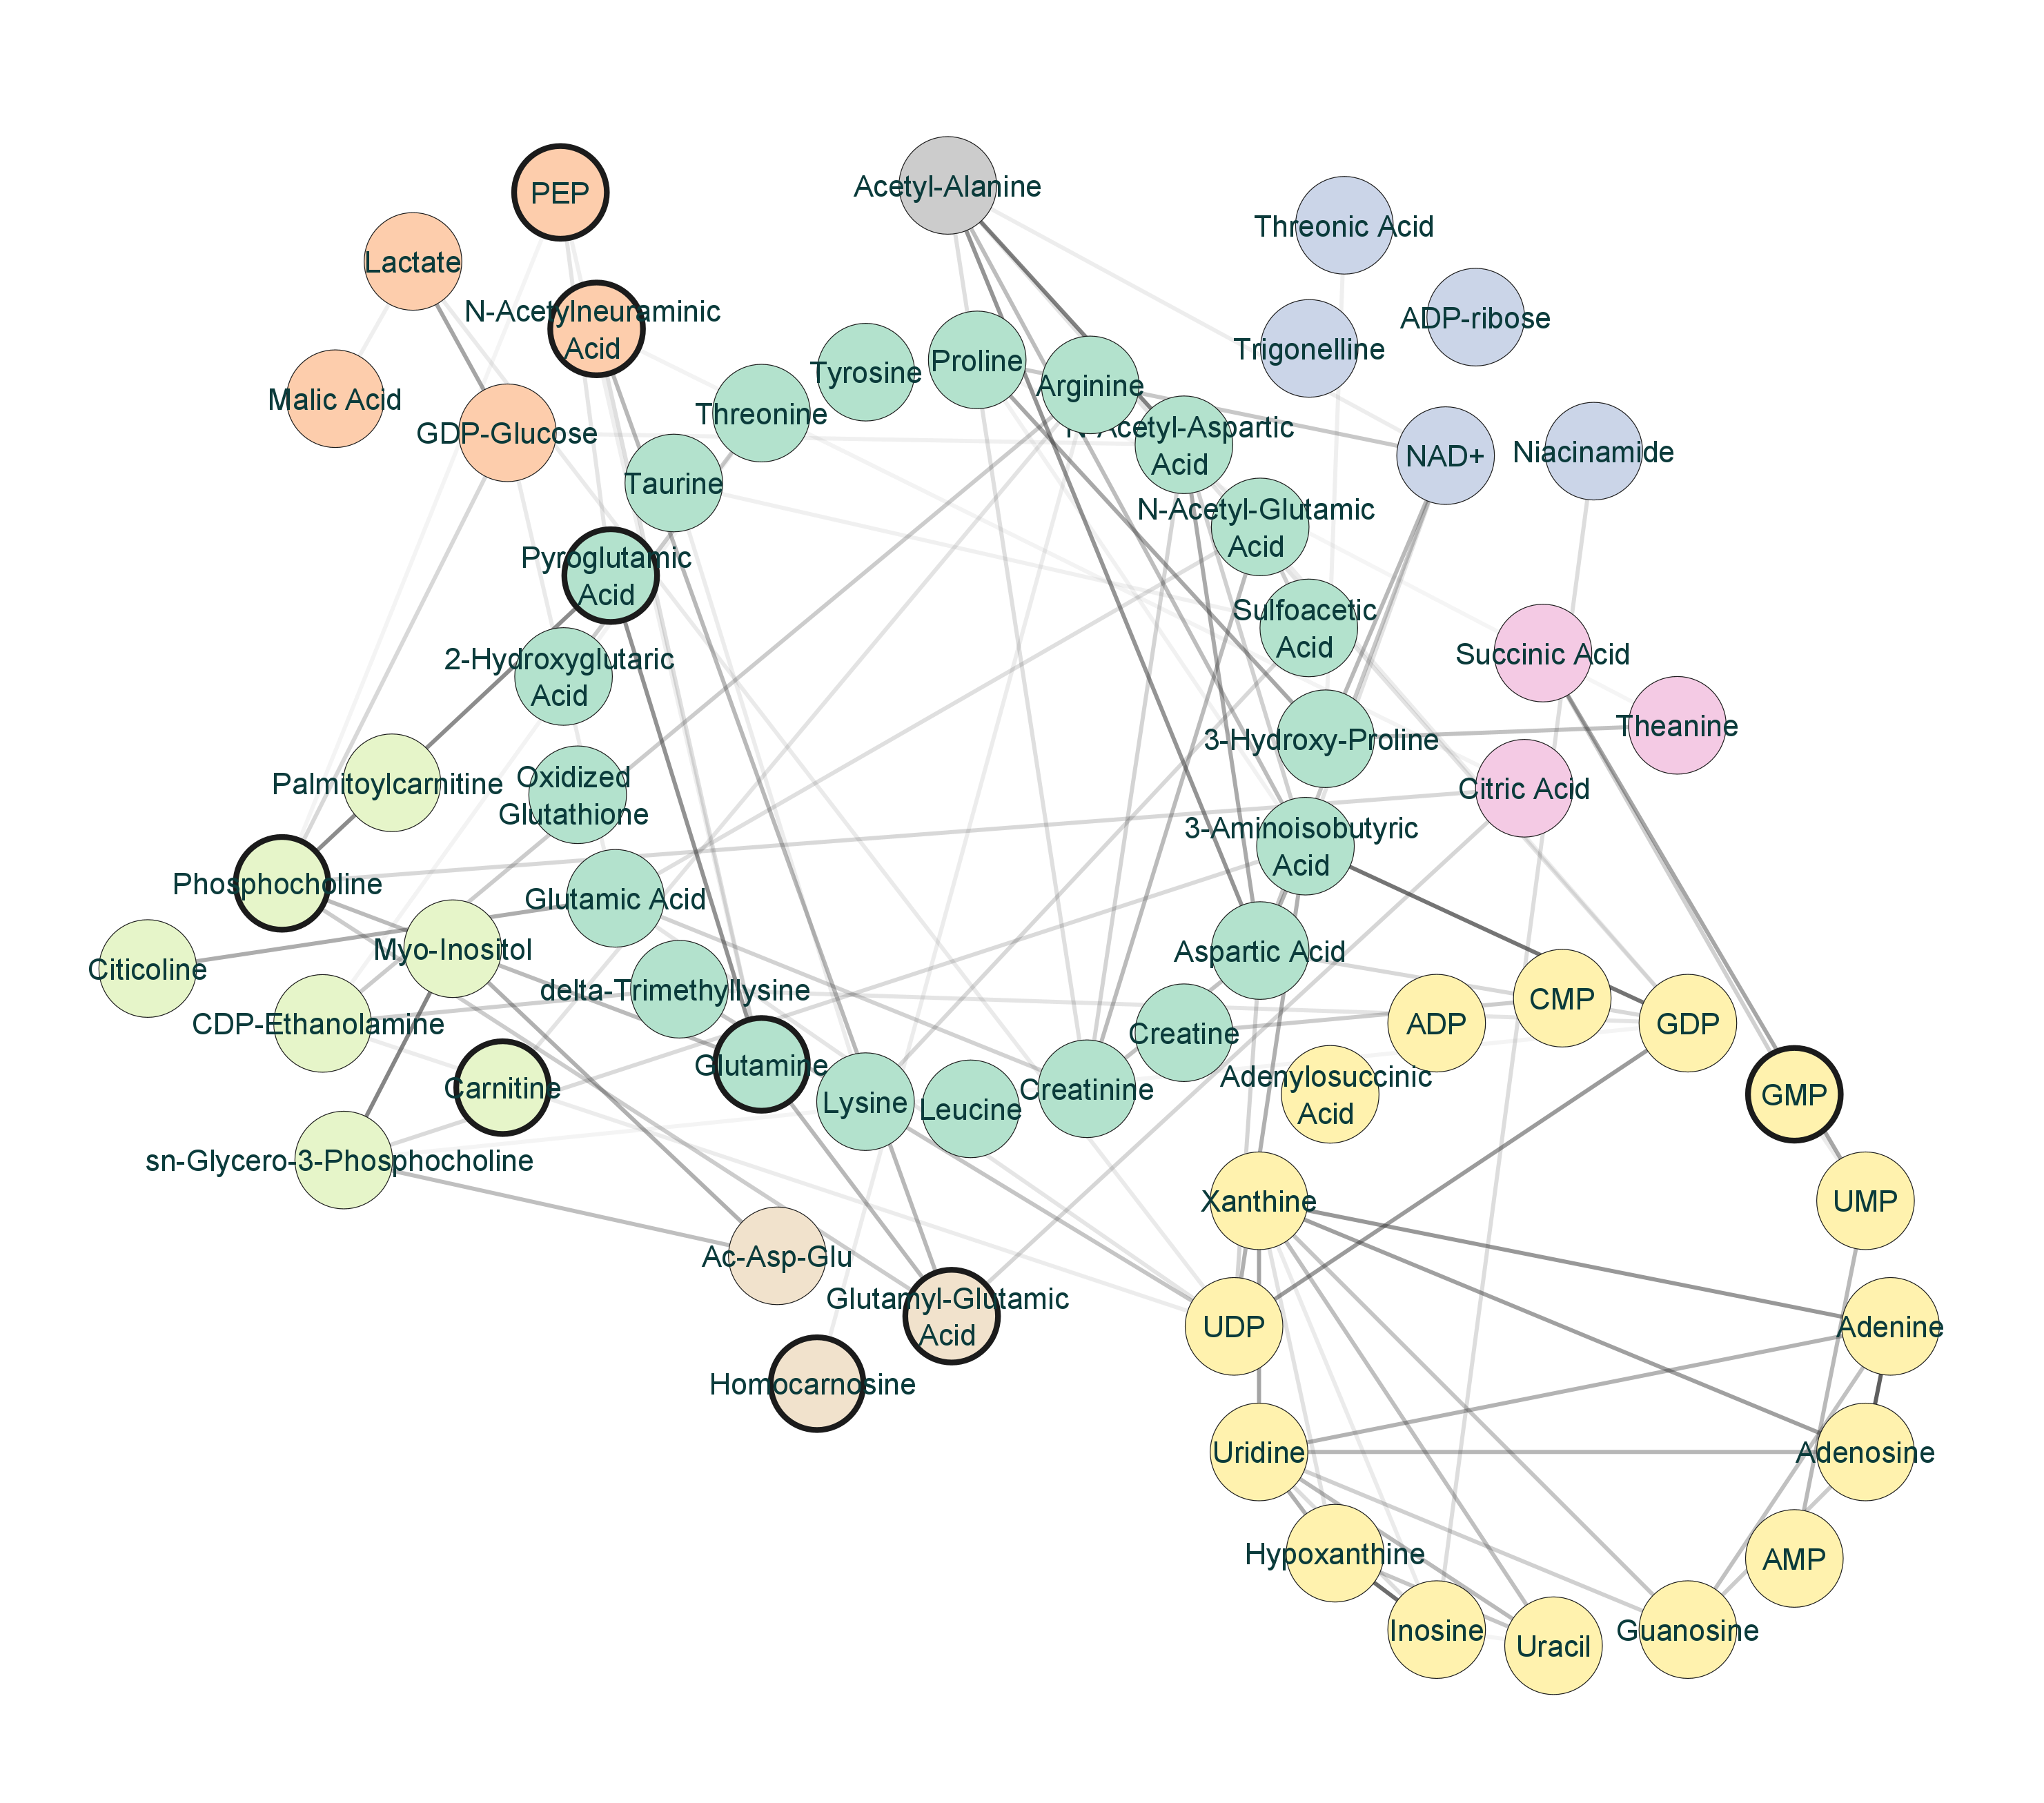 PEP
Acetyl-Alanine
Threonic Acid
Lactate
N-Acetylneuraminic
Acid
ADP-ribose
Trigonelline
Proline
Tyrosine
Arginine
Malic Acid
Threonine
GDP-Glucose
N-Acetyl-Aspartic
Acid
NAD+
Niacinamide
Taurine
N-Acetyl-Glutamic
Acid
Pyroglutamic
Acid
Sulfoacetic
Acid
2-Hydroxyglutaric
Acid
Succinic Acid
Theanine
3-Hydroxy-Proline
Palmitoylcarnitine
Oxidized
Glutathione
Citric Acid
3-Aminoisobutyric
Acid
Phosphocholine
Glutamic Acid
Myo-Inositol
Aspartic Acid
Citicoline
delta-Trimethyllysine
CMP
CDP-Ethanolamine
ADP
GDP
Creatine
Glutamine
Carnitine
Lysine
Leucine
Creatinine
Adenylosuccinic
Acid
GMP
sn-Glycero-3-Phosphocholine
Xanthine
UMP
Ac-Asp-Glu
Glutamyl-Glutamic
Acid
UDP
Adenine
Homocarnosine
Uridine
Adenosine
Hypoxanthine
AMP
Inosine
Uracil
Guanosine